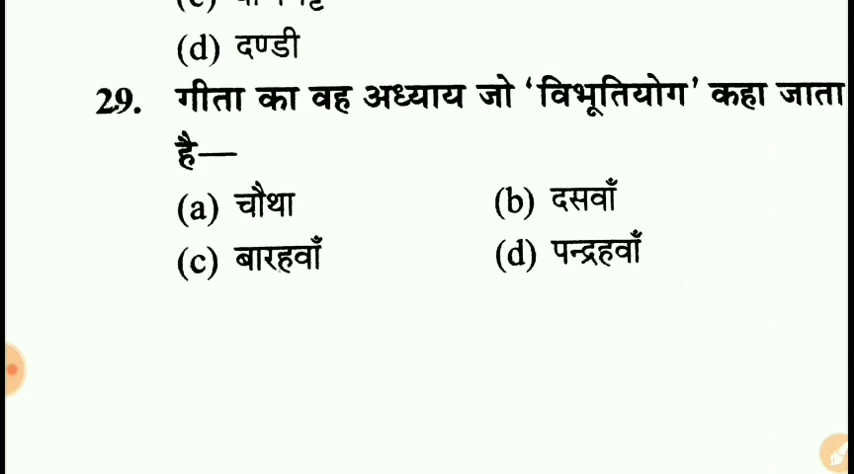 (d) दण्डी
29. गीता का वह अध्याय जो ‘विभूतियोग’ कहा जाता
है—
(a) चौथा (b) दसवाँ
(c) बारहवाँ (d) पन्द्रहवाँ